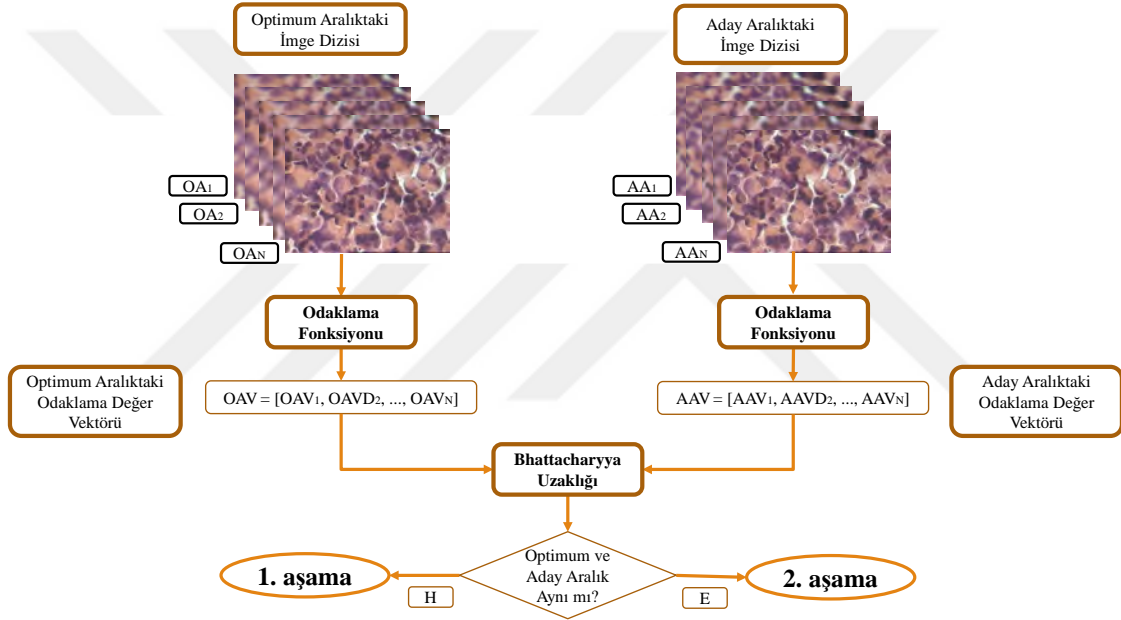 Optimum Aralıktaki
İmge Dizisi
Aday Aralıktaki
İmge Dizisi
OA1
OA2
OAN
AA1
AA2
AAN
Odaklama
Fonksiyonu
Odaklama
Fonksiyonu
Optimum Aralıktaki
Odaklama Değer
Vektörü
OAV = [OAV1, OAVD2, ..., OAVN]
AAV = [AAV1, AAVD2, ..., AAVN]
Aday Aralıktaki
Odaklama Değer
Vektörü
Bhattacharyya
Uzaklığı
Optimum ve
Aday Aralık
Aynı mı?
1. aşama
2. aşama
H
E